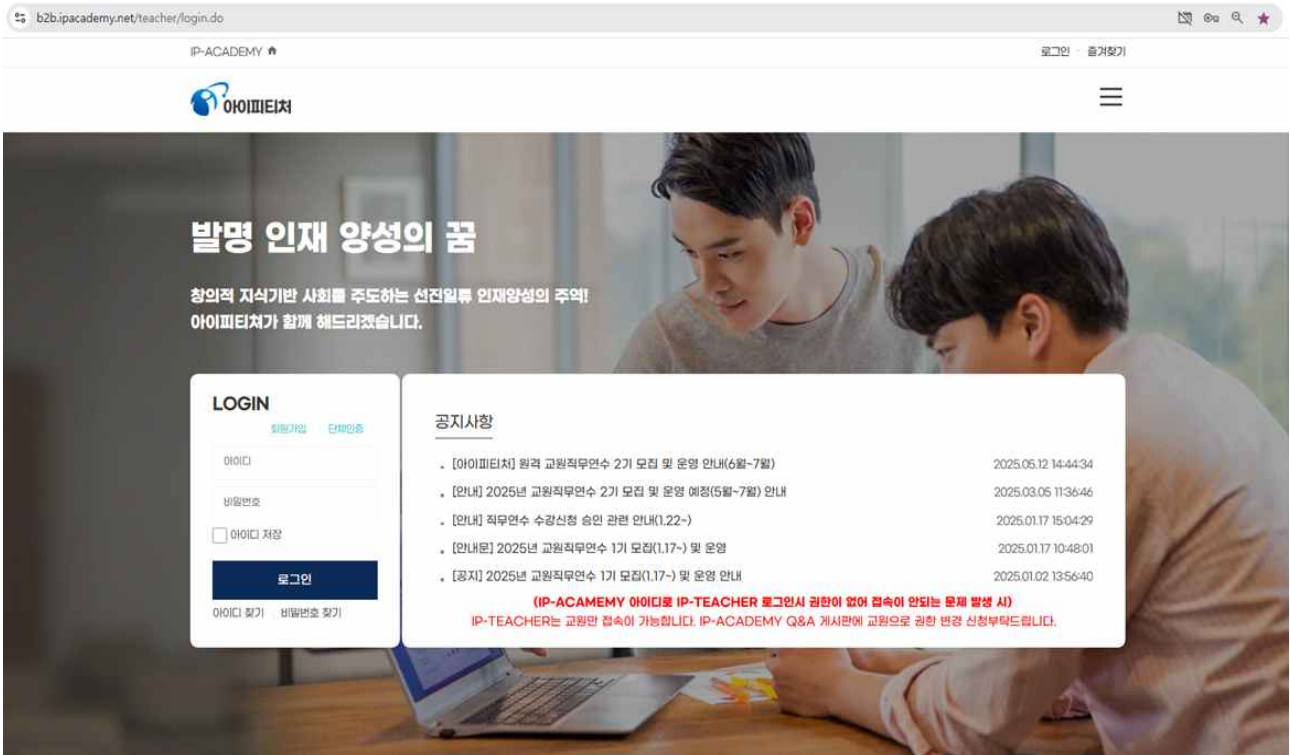 b2b.ipacademy.net/teacher/login.do
IP-ACADEMY
로그인 · 즐겨찾기
아이피티처
발명 인재 양성의 꿈
창의적 지식기반 사회를 주도하는 선진일류 인재양성의 주역!
아이피티쳐가 함께 해드리겠습니다.
LOGIN
회원가입 단체인증
아이디
비밀번호
아이디 저장
로그인
아이디 찾기 비밀번호 찾기
공지사항
[아이피티처] 원격 교원직무연수 2기 모집 및 운영 안내(6월~7월) 2025.05.12 14:44:34
[안내] 2025년 교원직무연수 2기 모집 및 운영 예정(5월~7월) 안내 2025.03.05 11:36:46
[안내] 직무연수 수강신청 승인 관련 안내(1.22~) 2025.01.17 15:04:29
[안내문] 2025년 교원직무연수 1기 모집(1.17~) 및 운영 2025.01.17 10:48:01
[공지] 2025년 교원직무연수 1기 모집(1.17~) 및 운영 안내 2025.01.02 13:56:40
(IP-ACAMEMY 아이디로 IP-TEACHER 로그인시 권한이 없어 접속이 안되는 문제 발생 시)
IP-TEACHER는 교원만 접속이 가능합니다. IP-ACADEMY Q&A 게시판에 교원으로 권한 변경 신청부탁드립니다.